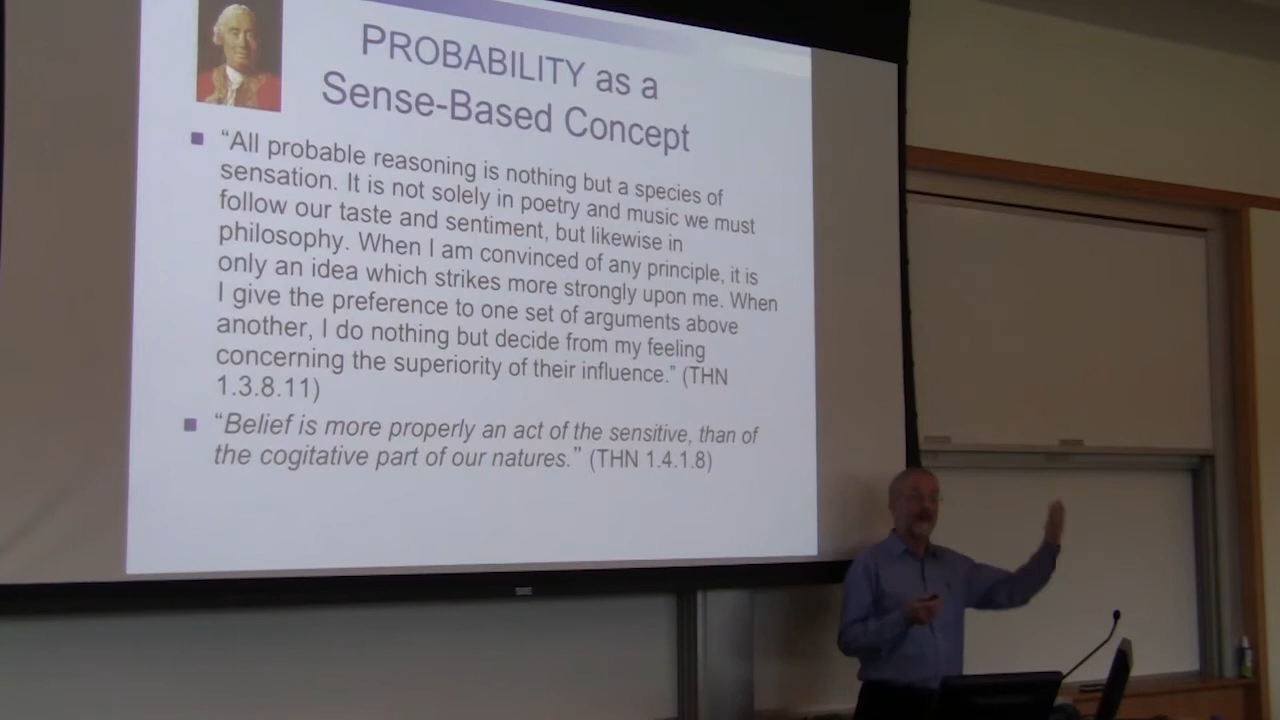 PROBABILITY as a
Sense-Based Concept
“All probable reasoning is nothing but a species of
sensation. It is not solely in poetry and music we must
follow our taste and sentiment, but likewise in
philosophy. When I am convinced of any principle, it is
only an idea which strikes more strongly upon me. When
I give the preference to one set of arguments above
another, I do nothing but decide from my feeling
concerning the superiority of their influence.” (THN
1.3.8.11)
“Belief is more properly an act of the sensitive, than of
the cogitative part of our natures.” (THN 1.4.1.8)